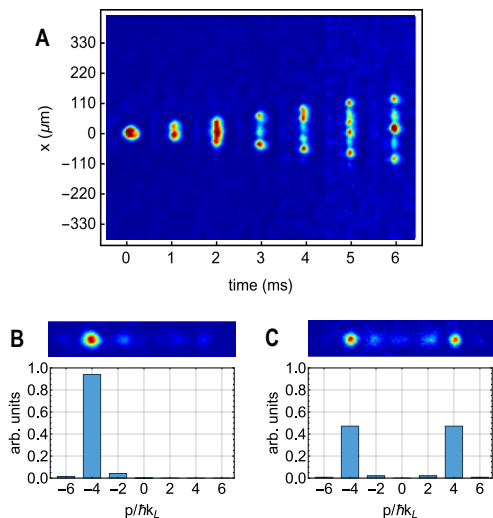 A
330
220
110
0
−110
−220
−330
x (μm)
0 1 2 3 4 5 6
time (ms)
B
1.0
0.8
0.6
0.4
0.2
0.0
arb. units
−6 −4 −2 0 2 4 6
p/ħk_L
C
1.0
0.8
0.6
0.4
0.2
0.0
arb. units
−6 −4 −2 0 2 4 6
p/ħk_L